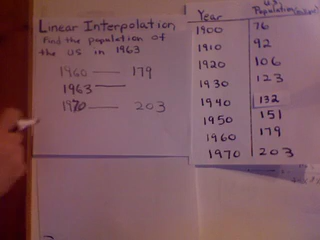 Linear Interpolation
Find the population of
the US in 1963
1960 — 179
1963 —
1970 — 203
Year U.S. Population
1900 76
1910 92
1920 106
1930 123
1940 132
1950 151
1960 179
1970 203